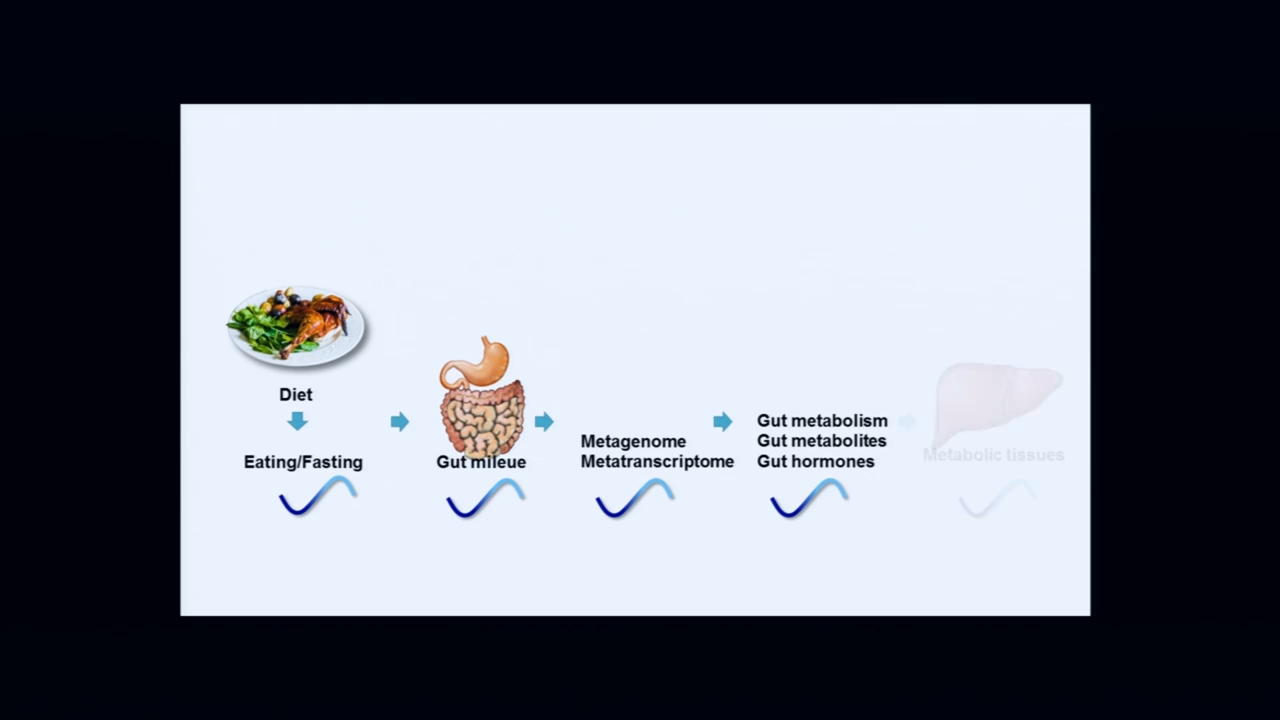 Diet
Eating/Fasting
Gut mileue
Metagenome
Metatranscriptome
Gut metabolism
Gut metabolites
Gut hormones
Metabolic tissues